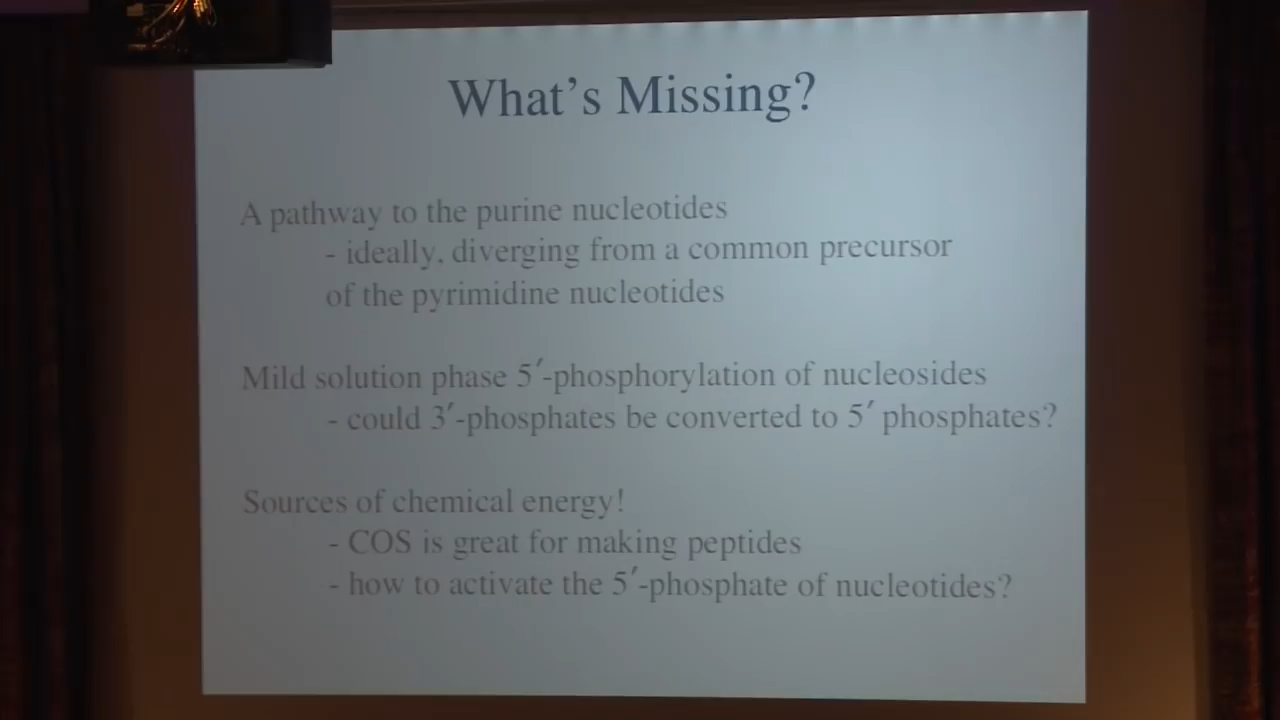 What's Missing?
A pathway to the purine nucleotides
- ideally, diverging from a common precursor
of the pyrimidine nucleotides
Mild solution phase 5′-phosphorylation of nucleosides
- could 3′-phosphates be converted to 5′ phosphates?
Sources of chemical energy!
- COS is great for making peptides
- how to activate the 5′-phosphate of nucleotides?